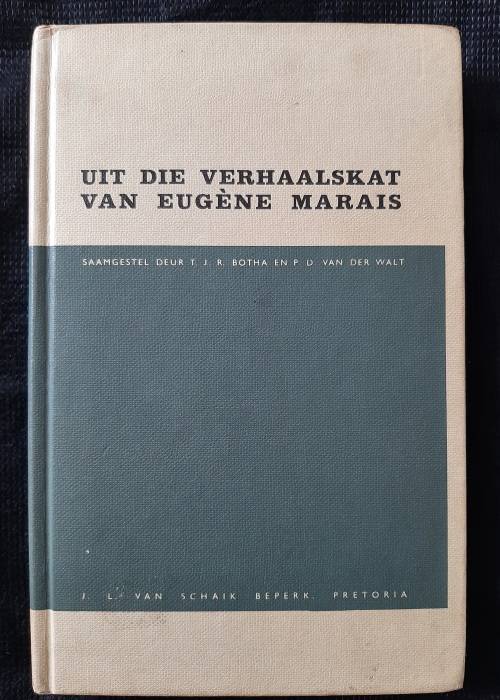 UIT DIE VERHAALSKAT
VAN EUGÈNE MARAIS
SAAMGESTEL DEUR T. J. R. BOTHA EN P. D. VAN DER WALT
J. L. VAN SCHAIK BEPERK. PRETORIA